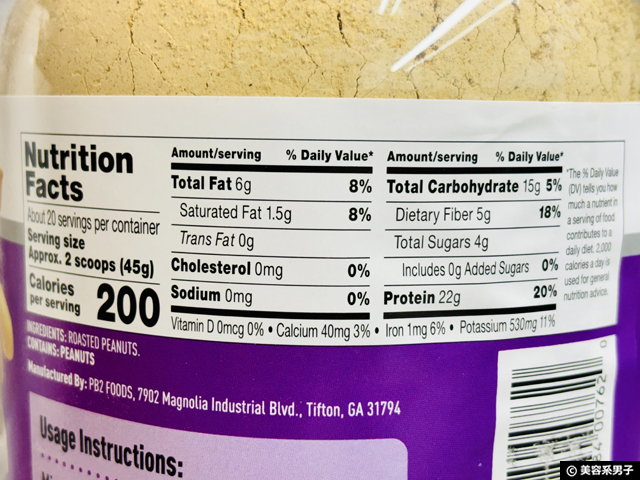 Nutrition
Facts
About 20 servings per container
Serving size
Approx. 2 scoops (45g)
Calories
per serving 200
Amount/serving % Daily Value*
Total Fat 6g 8%
Saturated Fat 1.5g 8%
Trans Fat 0g
Cholesterol 0mg 0%
Sodium 0mg 0%
Amount/serving % Daily Value*
Total Carbohydrate 15g 5%
Dietary Fiber 5g 18%
Total Sugars 4g
Includes 0g Added Sugars 0%
Protein 22g 20%
Vitamin D 0mcg 0% • Calcium 40mg 3% • Iron 1mg 6% • Potassium 530mg 11%
*The % Daily Value
(DV) tells you how
much a nutrient in
a serving of food
contributes to a
daily diet. 2,000
calories a day is
used for general
nutrition advice.
INGREDIENTS: ROASTED PEANUTS.
CONTAINS: PEANUTS
Manufactured By: PB2 FOODS, 7902 Magnolia Industrial Blvd., Tifton, GA 31794
Usage Instructions:
© 美容系男子